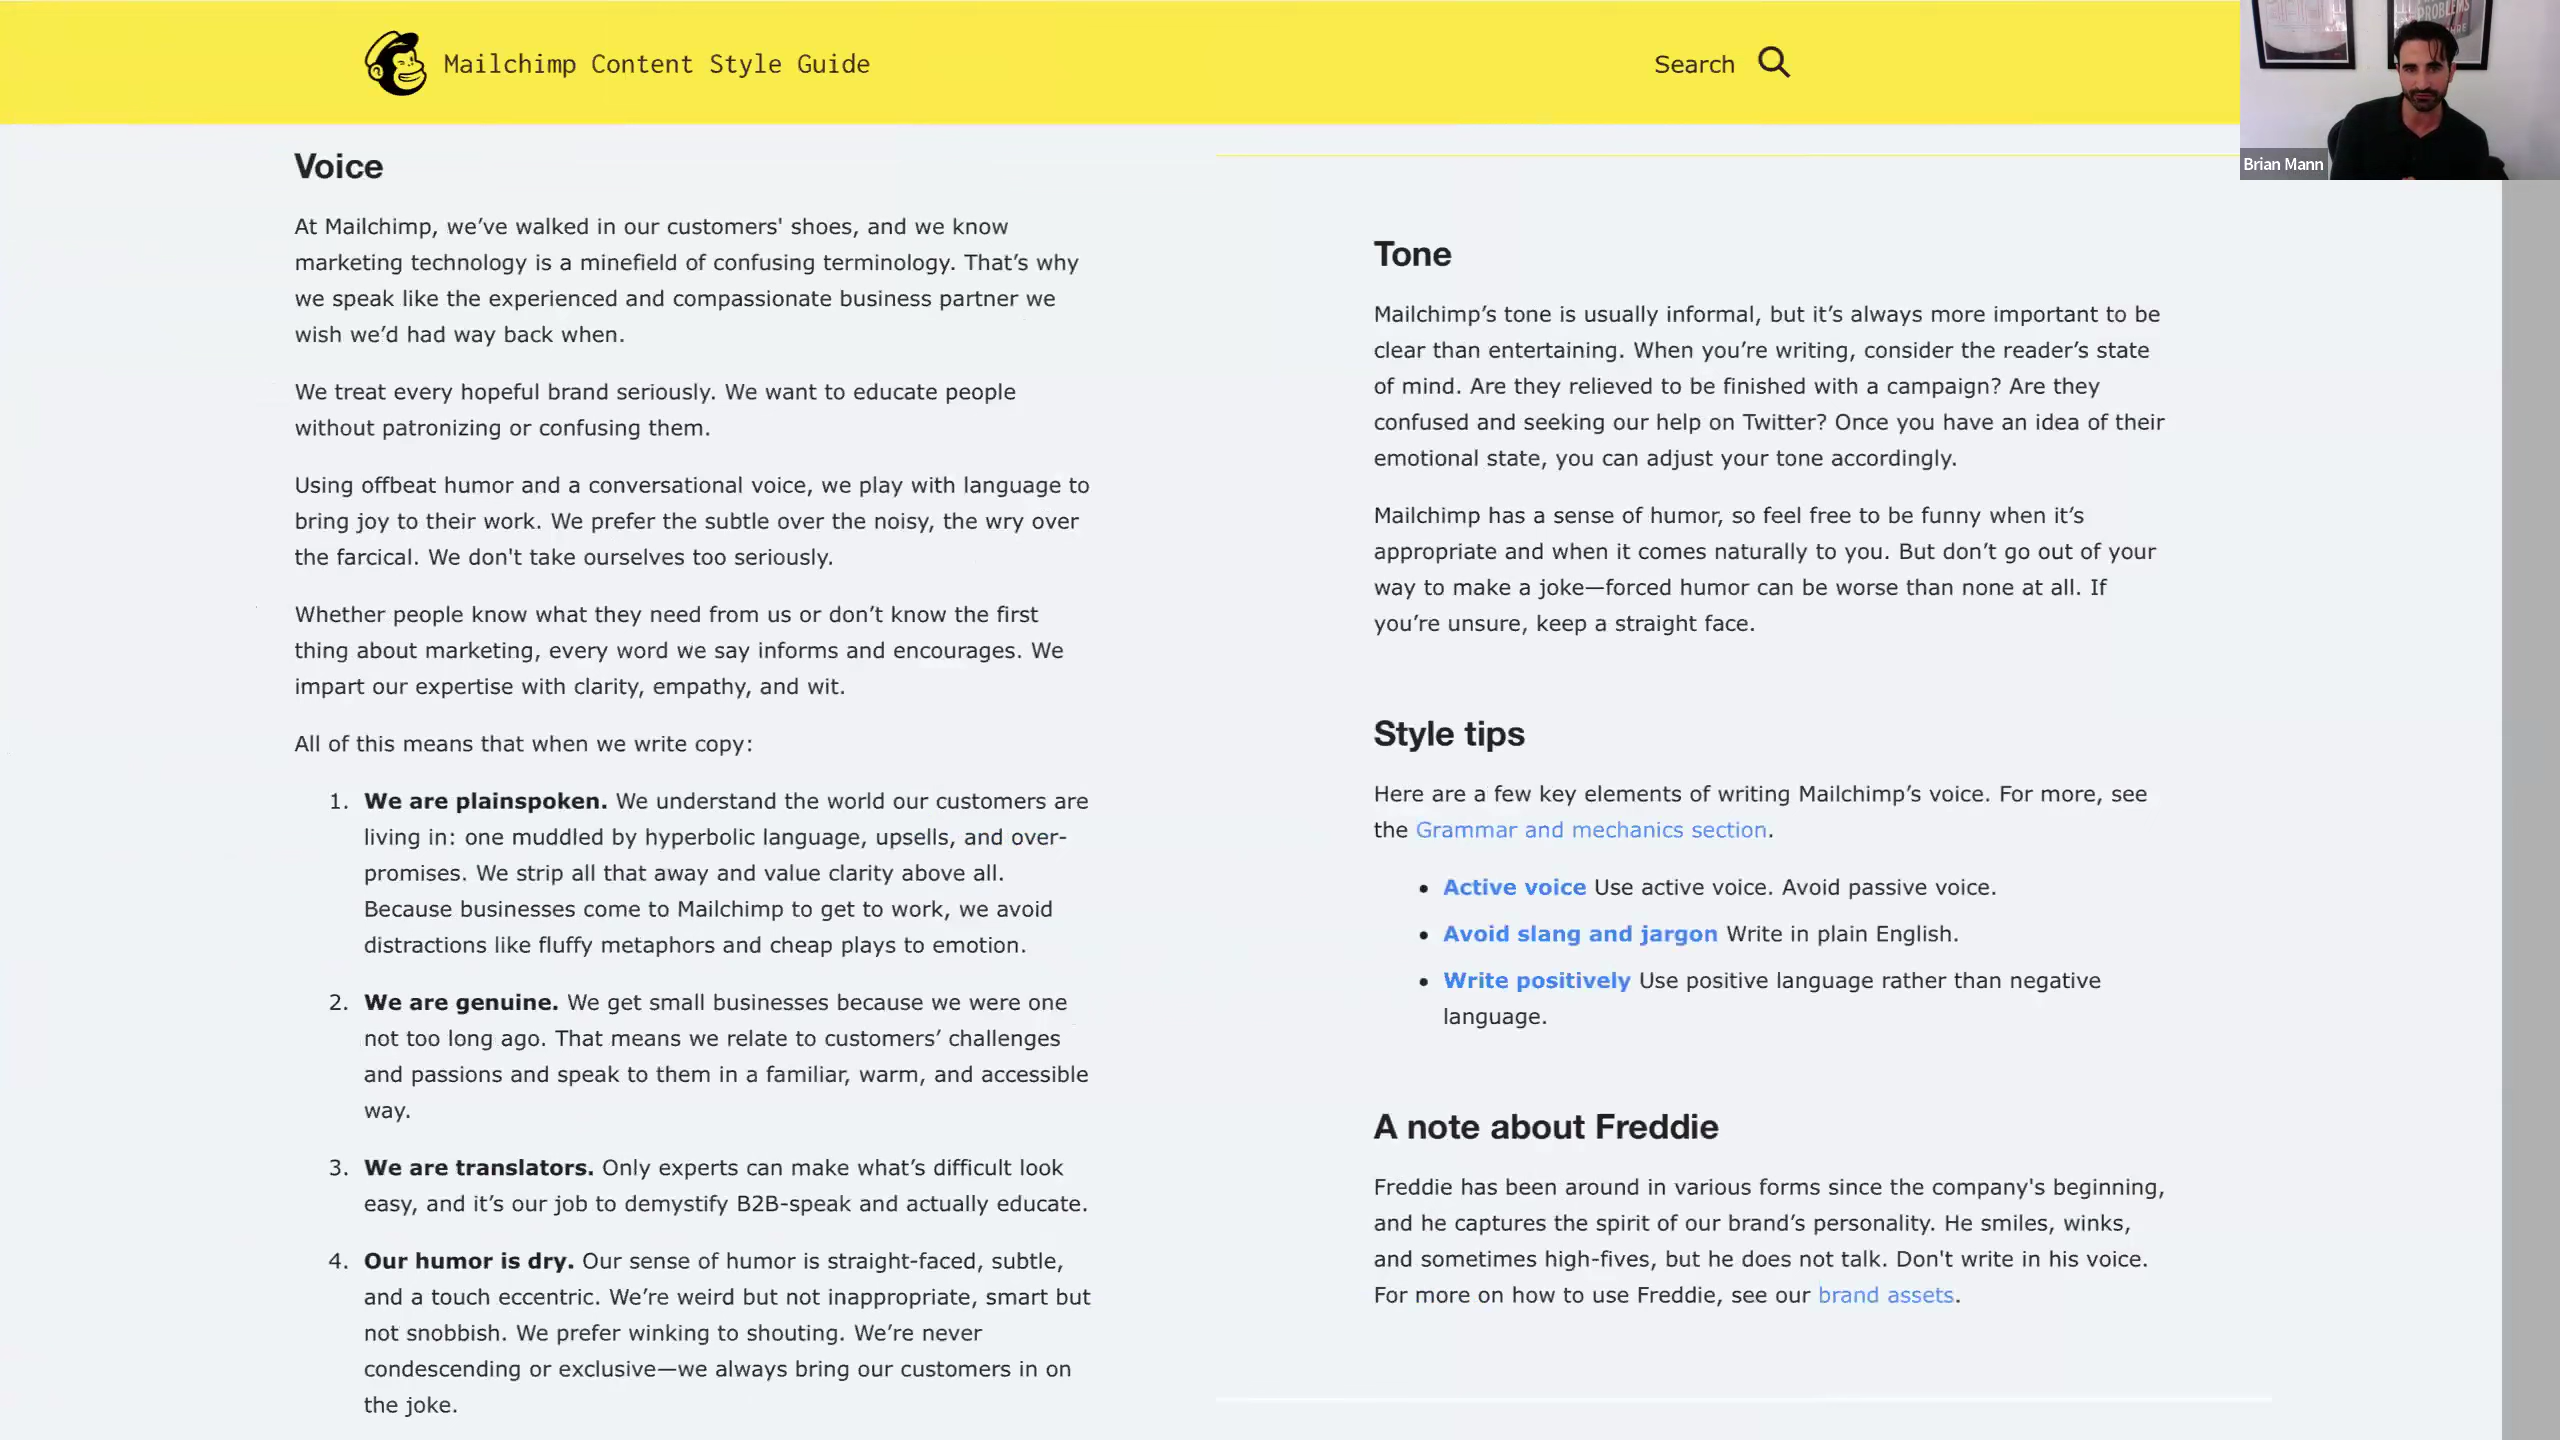 Mailchimp Content Style Guide
Search
PROBLEMS
Brian Mann
Voice
At Mailchimp, we’ve walked in our customers' shoes, and we know
marketing technology is a minefield of confusing terminology. That’s why
we speak like the experienced and compassionate business partner we
wish we’d had way back when.
We treat every hopeful brand seriously. We want to educate people
without patronizing or confusing them.
Using offbeat humor and a conversational voice, we play with language to
bring joy to their work. We prefer the subtle over the noisy, the wry over
the farcical. We don't take ourselves too seriously.
Whether people know what they need from us or don’t know the first
thing about marketing, every word we say informs and encourages. We
impart our expertise with clarity, empathy, and wit.
All of this means that when we write copy:
1. We are plainspoken. We understand the world our customers are
living in: one muddled by hyperbolic language, upsells, and over-
promises. We strip all that away and value clarity above all.
Because businesses come to Mailchimp to get to work, we avoid
distractions like fluffy metaphors and cheap plays to emotion.
2. We are genuine. We get small businesses because we were one
not too long ago. That means we relate to customers’ challenges
and passions and speak to them in a familiar, warm, and accessible
way.
3. We are translators. Only experts can make what’s difficult look
easy, and it’s our job to demystify B2B-speak and actually educate.
4. Our humor is dry. Our sense of humor is straight-faced, subtle,
and a touch eccentric. We’re weird but not inappropriate, smart but
not snobbish. We prefer winking to shouting. We’re never
condescending or exclusive—we always bring our customers in on
the joke.
Tone
Mailchimp’s tone is usually informal, but it’s always more important to be
clear than entertaining. When you’re writing, consider the reader’s state
of mind. Are they relieved to be finished with a campaign? Are they
confused and seeking our help on Twitter? Once you have an idea of their
emotional state, you can adjust your tone accordingly.
Mailchimp has a sense of humor, so feel free to be funny when it’s
appropriate and when it comes naturally to you. But don’t go out of your
way to make a joke—forced humor can be worse than none at all. If
you’re unsure, keep a straight face.
Style tips
Here are a few key elements of writing Mailchimp’s voice. For more, see
the Grammar and mechanics section.
• Active voice Use active voice. Avoid passive voice.
• Avoid slang and jargon Write in plain English.
• Write positively Use positive language rather than negative
language.
A note about Freddie
Freddie has been around in various forms since the company's beginning,
and he captures the spirit of our brand’s personality. He smiles, winks,
and sometimes high-fives, but he does not talk. Don't write in his voice.
For more on how to use Freddie, see our brand assets.